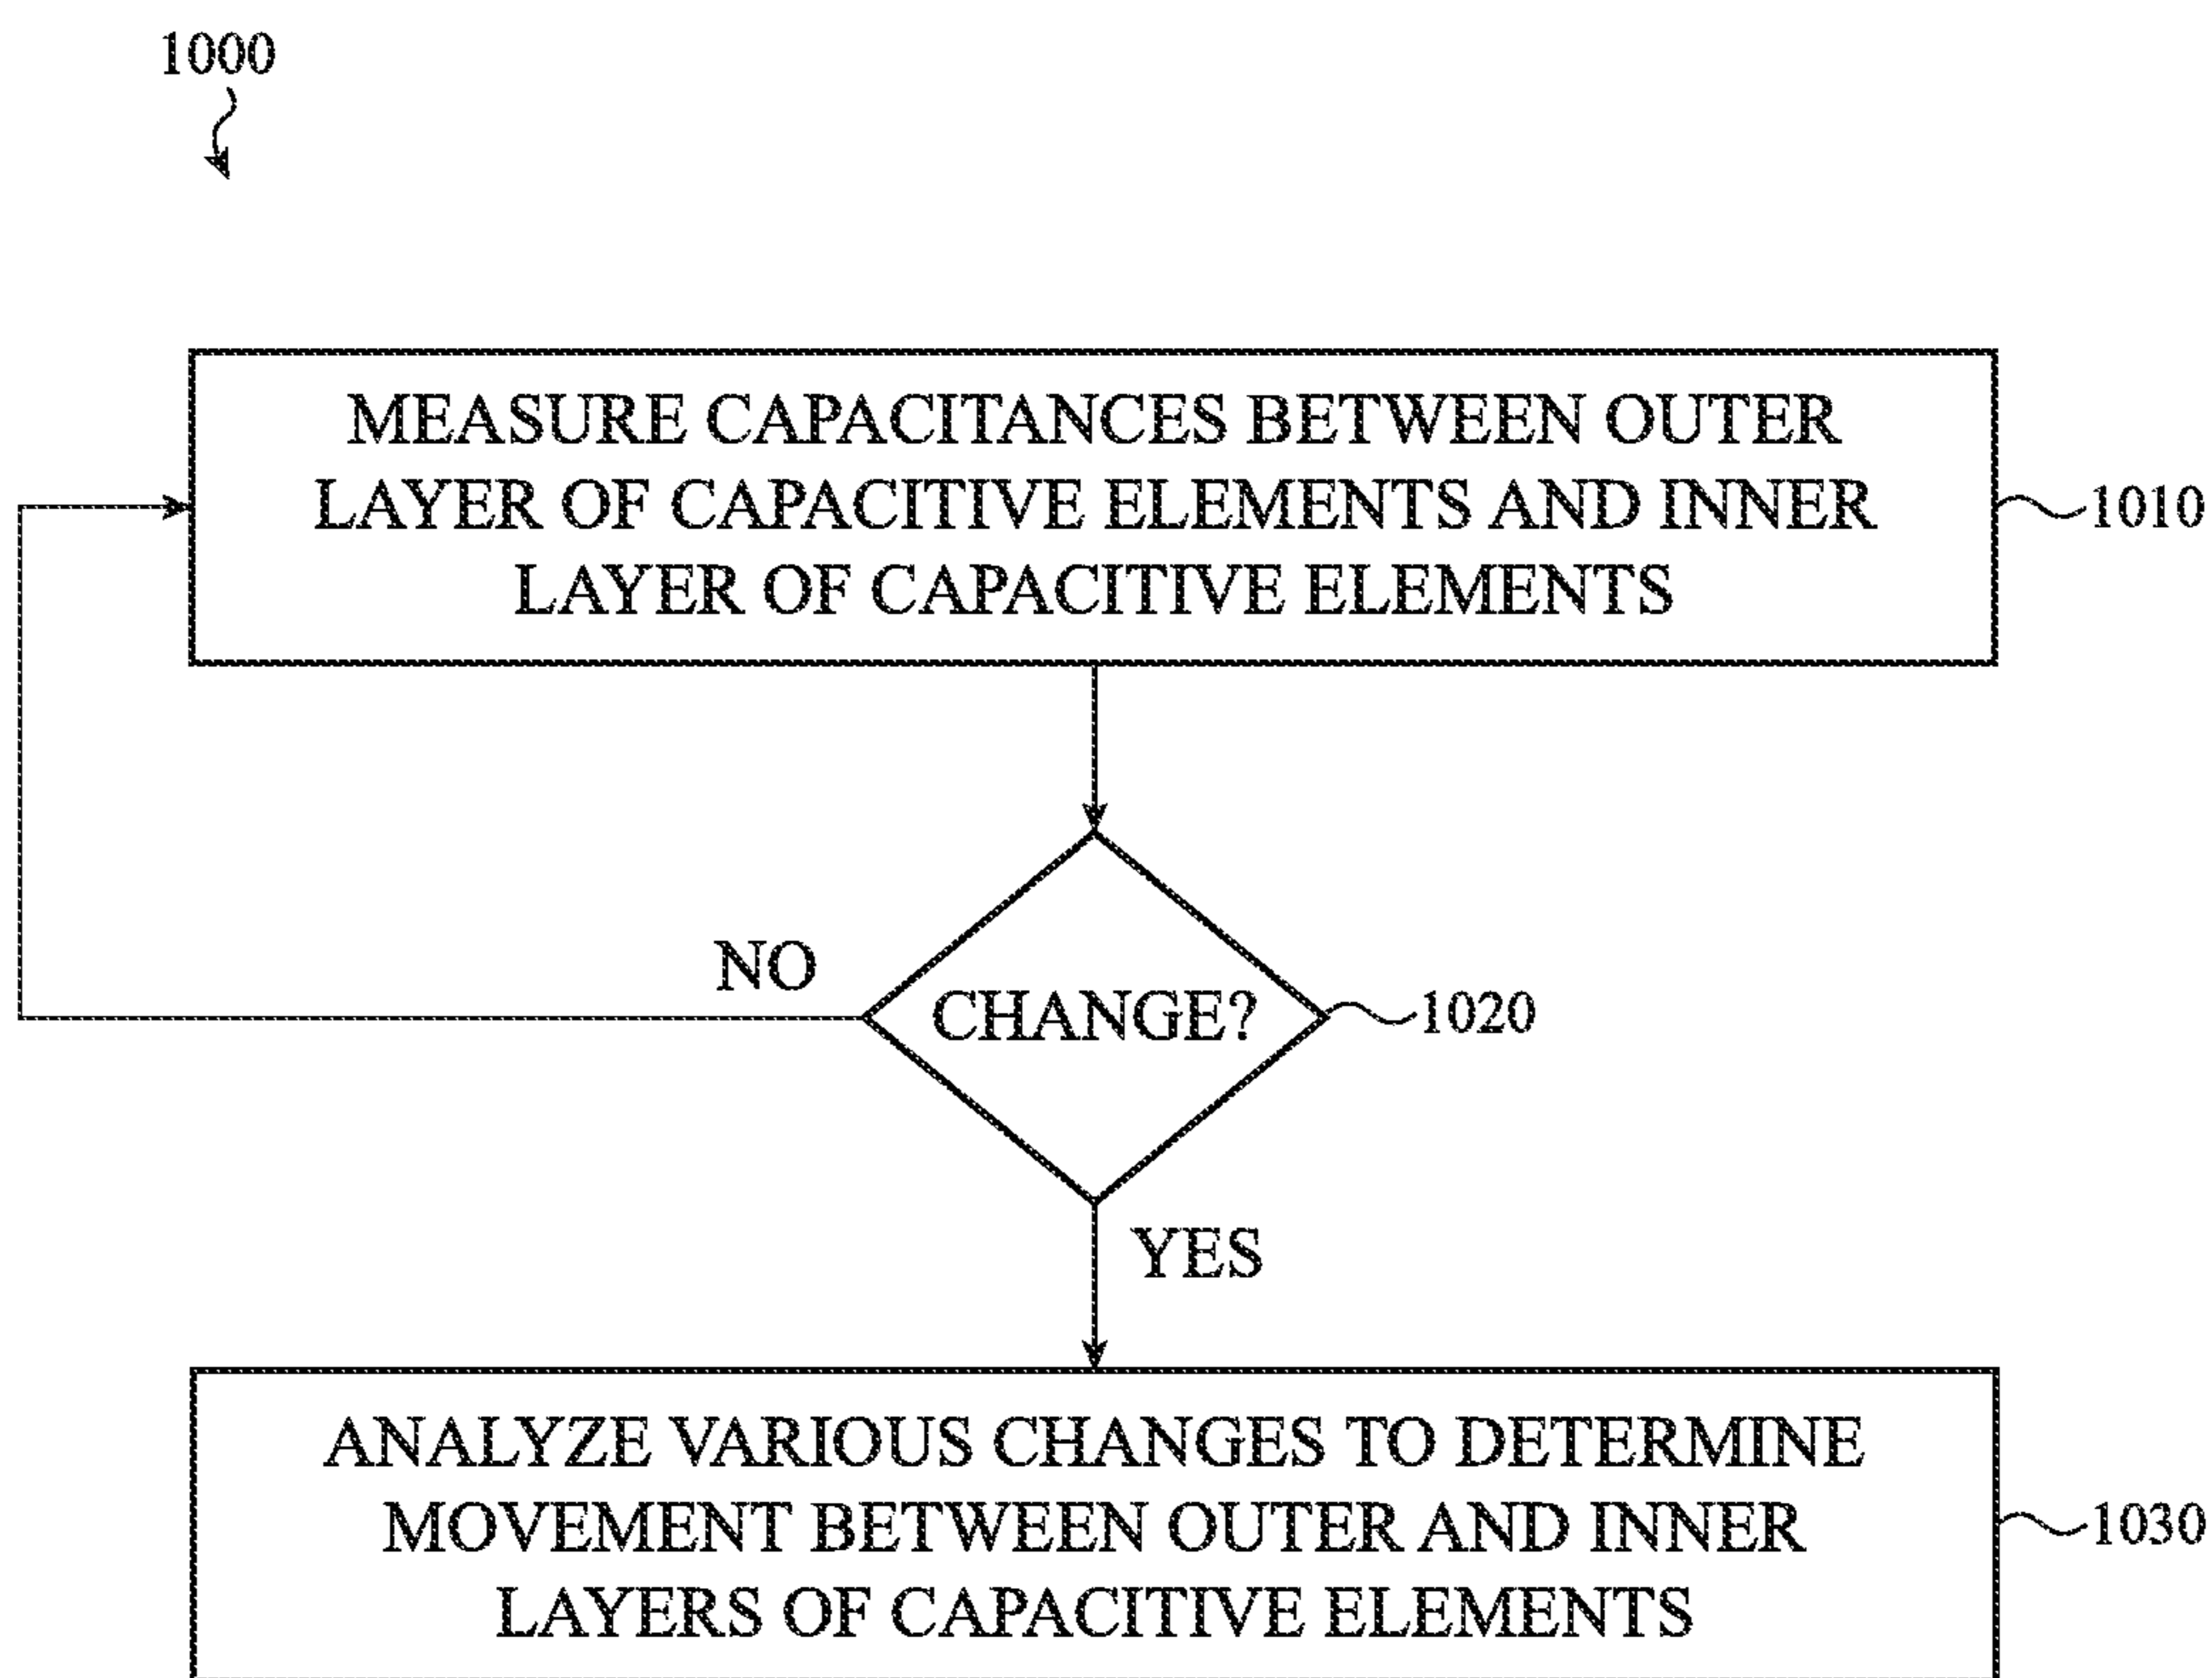 1000
MEASURE CAPACITANCES BETWEEN OUTER
LAYER OF CAPACITIVE ELEMENTS AND INNER
LAYER OF CAPACITIVE ELEMENTS
1010
NO
CHANGE?
1020
YES
ANALYZE VARIOUS CHANGES TO DETERMINE
MOVEMENT BETWEEN OUTER AND INNER
LAYERS OF CAPACITIVE ELEMENTS
1030